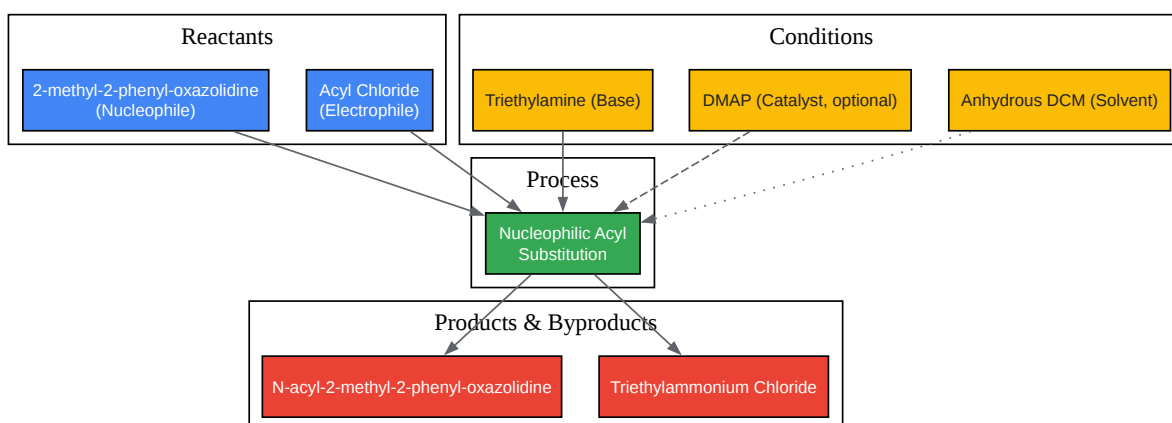 Reactants
Conditions
2-methyl-2-phenyl-oxazolidine
(Nucleophile)
Acyl Chloride
(Electrophile)
Triethylamine (Base)
DMAP (Catalyst, optional)
Anhydrous DCM (Solvent)
Process
Nucleophilic Acyl
Substitution
Products & Byproducts
N-acyl-2-methyl-2-phenyl-oxazolidine
Triethylammonium Chloride